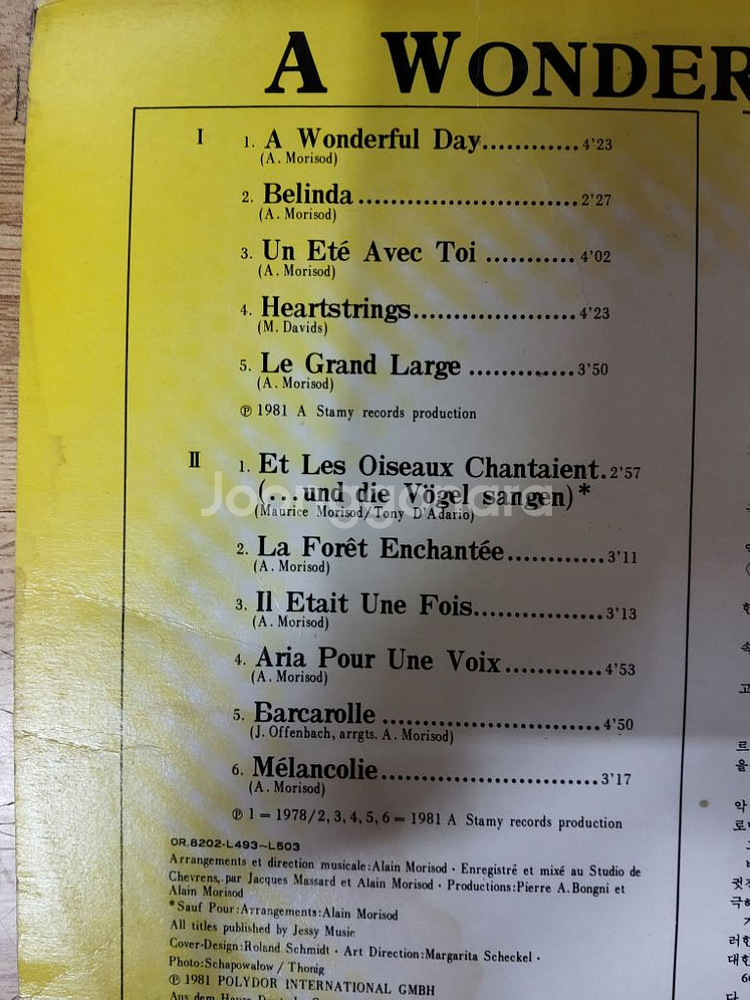 A WONDER
I
1. A Wonderful Day............4'23
(A. Morisod)
2. Belinda...........................2'27
(A. Morisod)
3. Un Eté Avec Toi ...........4'02
(A. Morisod)
4. Heartstrings....................4'23
(M. Davids)
5. Le Grand Large .............3'50
(A. Morisod)
℗ 1981 A Stamy records production
II
1. Et Les Oiseaux Chantaient.2'57
(...und die Vögel sangen)*
(Maurice Morisod/Tony D'Adario)
Joonggonara
2. La Forêt Enchantée............3'11
(A. Morisod)
3. Il Etait Une Fois................3'13
(A. Morisod)
4. Aria Pour Une Voix............4'53
(A. Morisod)
5. Barcarolle ...........................4'50
(J. Offenbach, arrgts. A. Morisod)
6. Mélancolie...........................3'17
(A. Morisod)
℗ 1=1978/2, 3, 4, 5, 6=1981 A Stamy records production
OR.8202-L493~L503
Arrangements et direction musicale:Alain Morisod · Enregistré et mixé au Studio de
Chevrens, par Jacques Massard et Alain Morisod · Productions:Pierre A. Bongni et
Alain Morisod
*Sauf Pour:Arrangements:Alain Morisod
All titles published by Jessy Music
Cover-Design:Roland Schmidt · Art Direction:Margarita Scheckel ·
Photo:Schapowalow / Thonig
℗ 1981 POLYDOR INTERNATIONAL GMBH